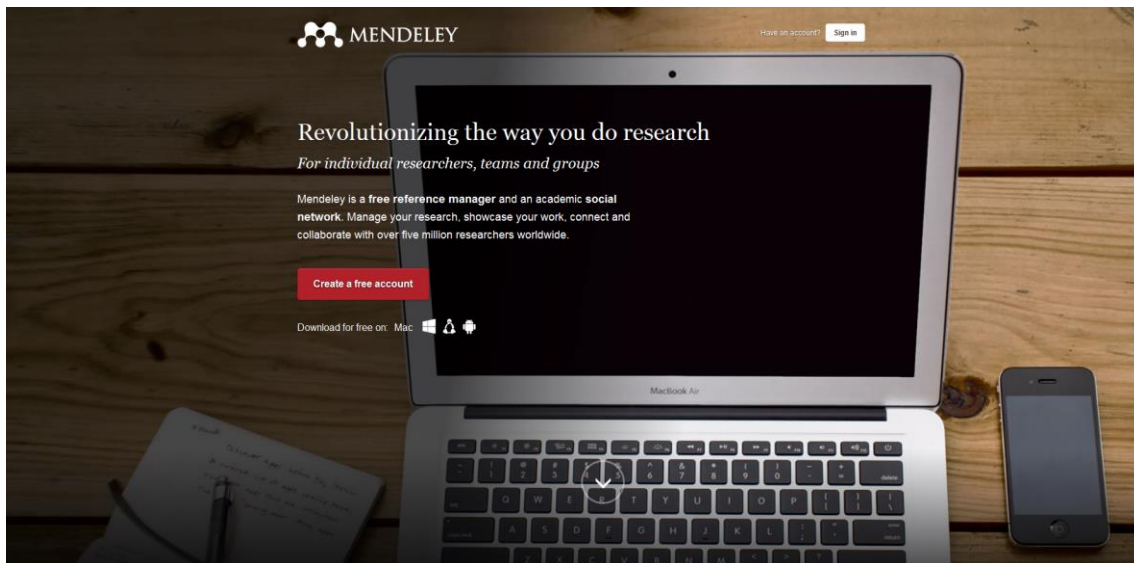 MENDELEY
Have an account? Sign in
Revolutionizing the way you do research
For individual researchers, teams and groups
Mendeley is a free reference manager and an academic social
network. Manage your research, showcase your work, connect and
collaborate with over five million researchers worldwide.
Create a free account
Download for free on: Mac
MacBook Air
Q W E R T Y U I O P
A S D F G H J K L
Z X C V B N M